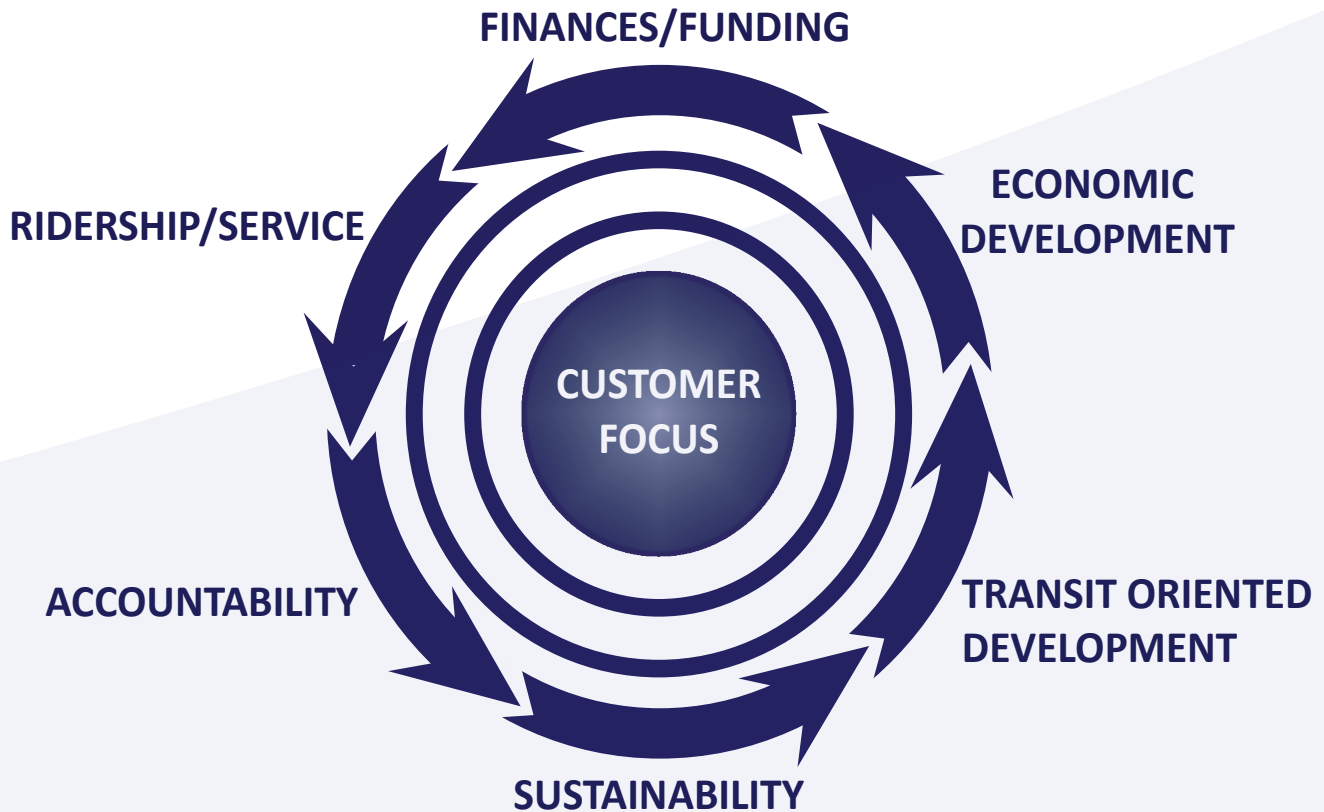 FINANCES/FUNDING
ECONOMIC
DEVELOPMENT
RIDERSHIP/SERVICE
CUSTOMER
FOCUS
ACCOUNTABILITY
TRANSIT ORIENTED
DEVELOPMENT
SUSTAINABILITY